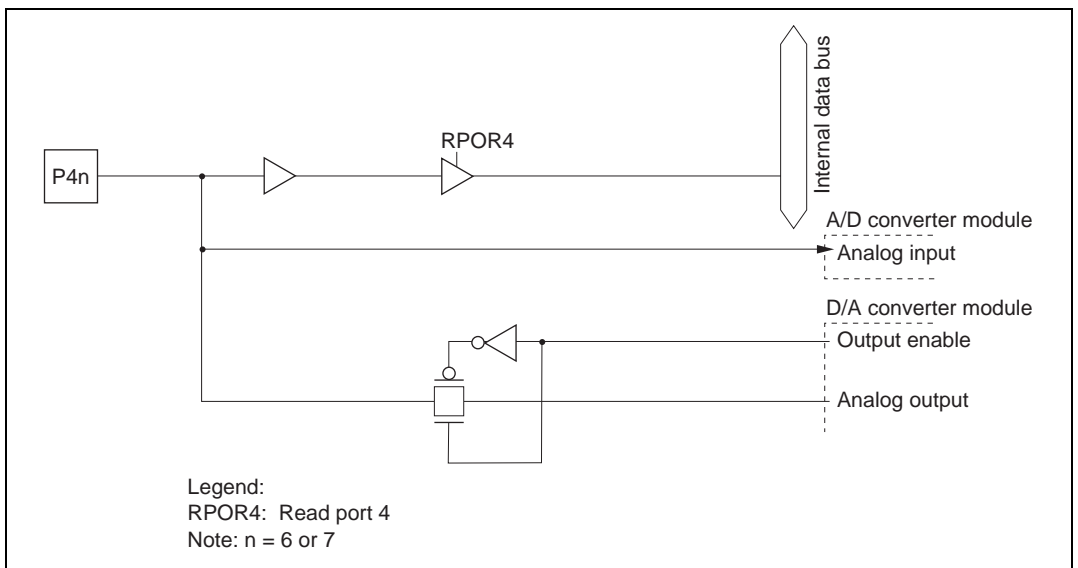 RPOR4
P4n
Internal data bus
A/D converter module
Analog input
D/A converter module
Output enable
Analog output
Legend:
RPOR4: Read port 4
Note: n = 6 or 7